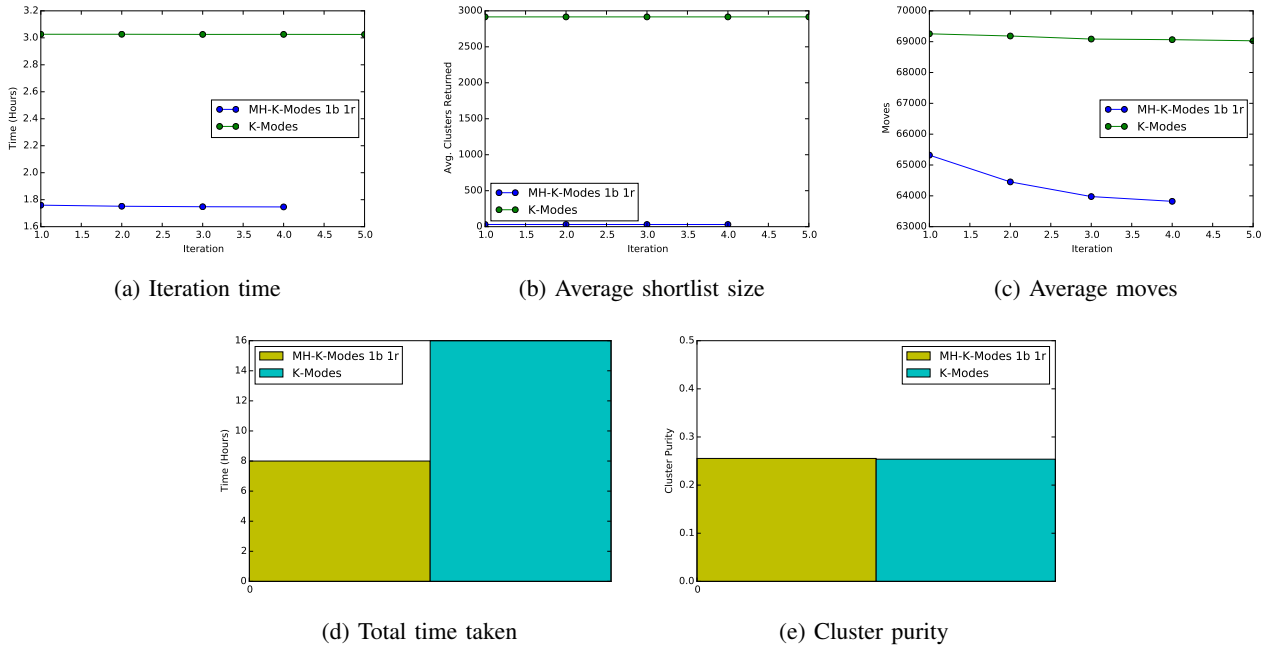 3.2
3.0
2.8
2.6
2.4
2.2
2.0
1.8
1.6
Time (Hours)
MH-K-Modes 1b 1r
K-Modes
1.0 1.5 2.0 2.5 3.0 3.5 4.0 4.5 5.0
Iteration
(a) Iteration time
3000
2500
2000
1500
1000
500
0
Avg. Clusters Returned
MH-K-Modes 1b 1r
K-Modes
1.0 1.5 2.0 2.5 3.0 3.5 4.0 4.5 5.0
Iteration
(b) Average shortlist size
70000
69000
68000
67000
66000
65000
64000
63000
Moves
MH-K-Modes 1b 1r
K-Modes
1.0 1.5 2.0 2.5 3.0 3.5 4.0 4.5 5.0
Iteration
(c) Average moves
16
14
12
10
8
6
4
2
0
Time (Hours)
MH-K-Modes 1b 1r
K-Modes
0
(d) Total time taken
0.5
0.4
0.3
0.2
0.1
0.0
Cluster Purity
MH-K-Modes 1b 1r
K-Modes
0
(e) Cluster purity